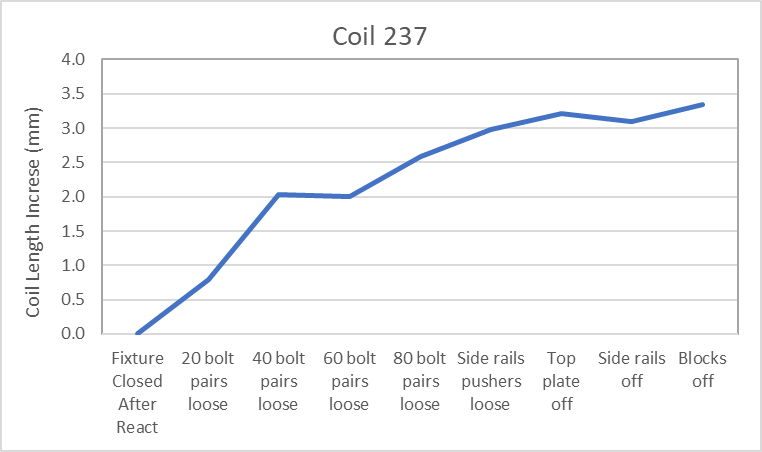 Coil 237
Coil Length Increse (mm)
4.0
3.5
3.0
2.5
2.0
1.5
1.0
0.5
0.0
Fixture
Closed
After
React
20 bolt
pairs
loose
40 bolt
pairs
loose
60 bolt
pairs
loose
80 bolt
pairs
loose
Side rails
pushers
loose
Top
plate
off
Side rails
off
Blocks
off